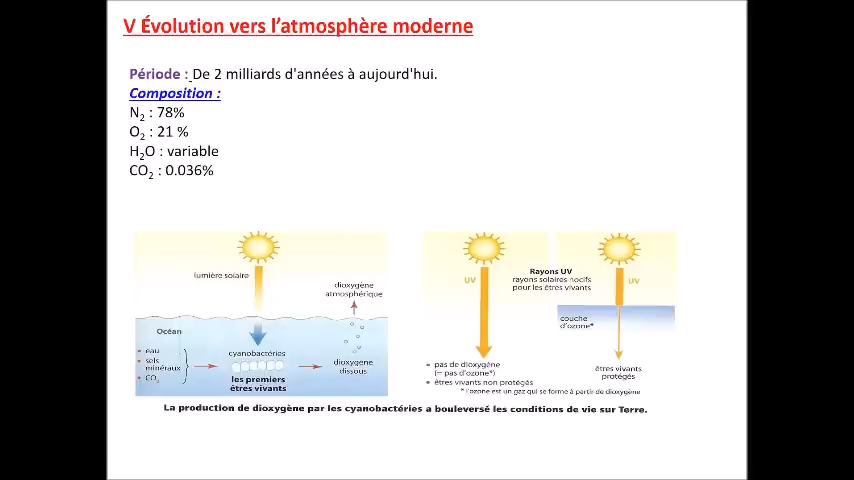 V Évolution vers l'atmosphère moderne
Période : De 2 milliards d'années à aujourd'hui.
Composition :
N₂ : 78%
O₂ : 21 %
H₂O : variable
CO₂ : 0.036%
lumière solaire
dioxygène
atmosphérique
Océan
• eau
• sels
minéraux
• CO₂
cyanobactéries
les premiers
êtres vivants
dioxygène
dissous
UV
Rayons UV
rayons solaires nocifs
pour les êtres vivants
UV
couche
d'ozone*
• pas de dioxygène
(= pas d'ozone*)
• êtres vivants non protégés
êtres vivants
protégés
* l'ozone est un gaz qui se forme à partir de dioxygène
La production de dioxygène par les cyanobactéries a bouleversé les conditions de vie sur Terre.